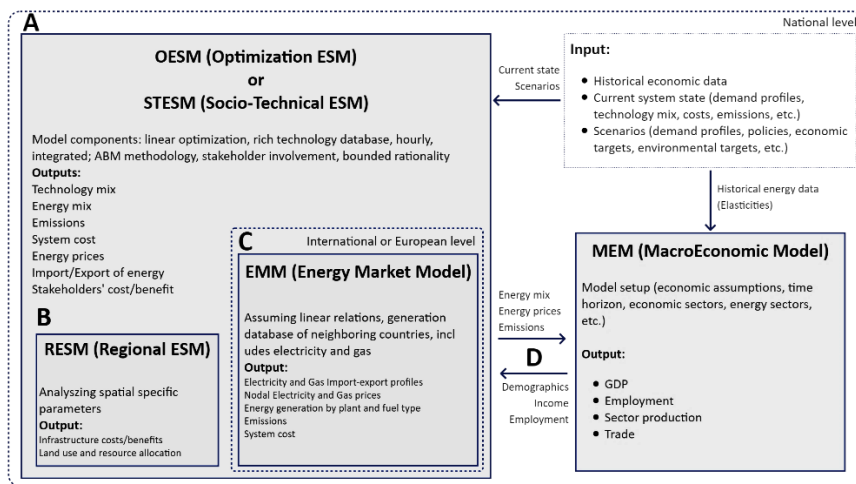 National level
A
OESM (Optimization ESM)
or
STESM (Socio-Technical ESM)
Model components: linear optimization, rich technology database, hourly,
integrated; ABM methodology, stakeholder involvement, bounded rationality
Outputs:
Technology mix
Energy mix
Emissions
System cost
Energy prices
Import/Export of energy
Stakeholders' cost/benefit
B
RESM (Regional ESM)
Analyszing spatial specific
parameters
Output:
Infrastructure costs/benefits
Land use and resource allocation
C
International or European level
EMM (Energy Market Model)
Assuming linear relations, generation
database of neighboring countries, incl
udes electricity and gas
Output:
Electricity and Gas Import-export profiles
Nodal Electricity and Gas prices
Energy generation by plant and fuel type
Emissions
System cost
Current state
Scenarios
Input:
• Historical economic data
• Current system state (demand profiles,
technology mix, costs, emissions, etc.)
• Scenarios (demand profiles, policies, economic
targets, environmental targets, etc.)
Historical energy data
(Elasticities)
Energy mix
Energy prices
Emissions
D
Demographics
Income
Employment
MEM (MacroEconomic Model)
Model setup (economic assumptions, time
horizon, economic sectors, energy sectors,
etc.)
Output:
• GDP
• Employment
• Sector production
• Trade